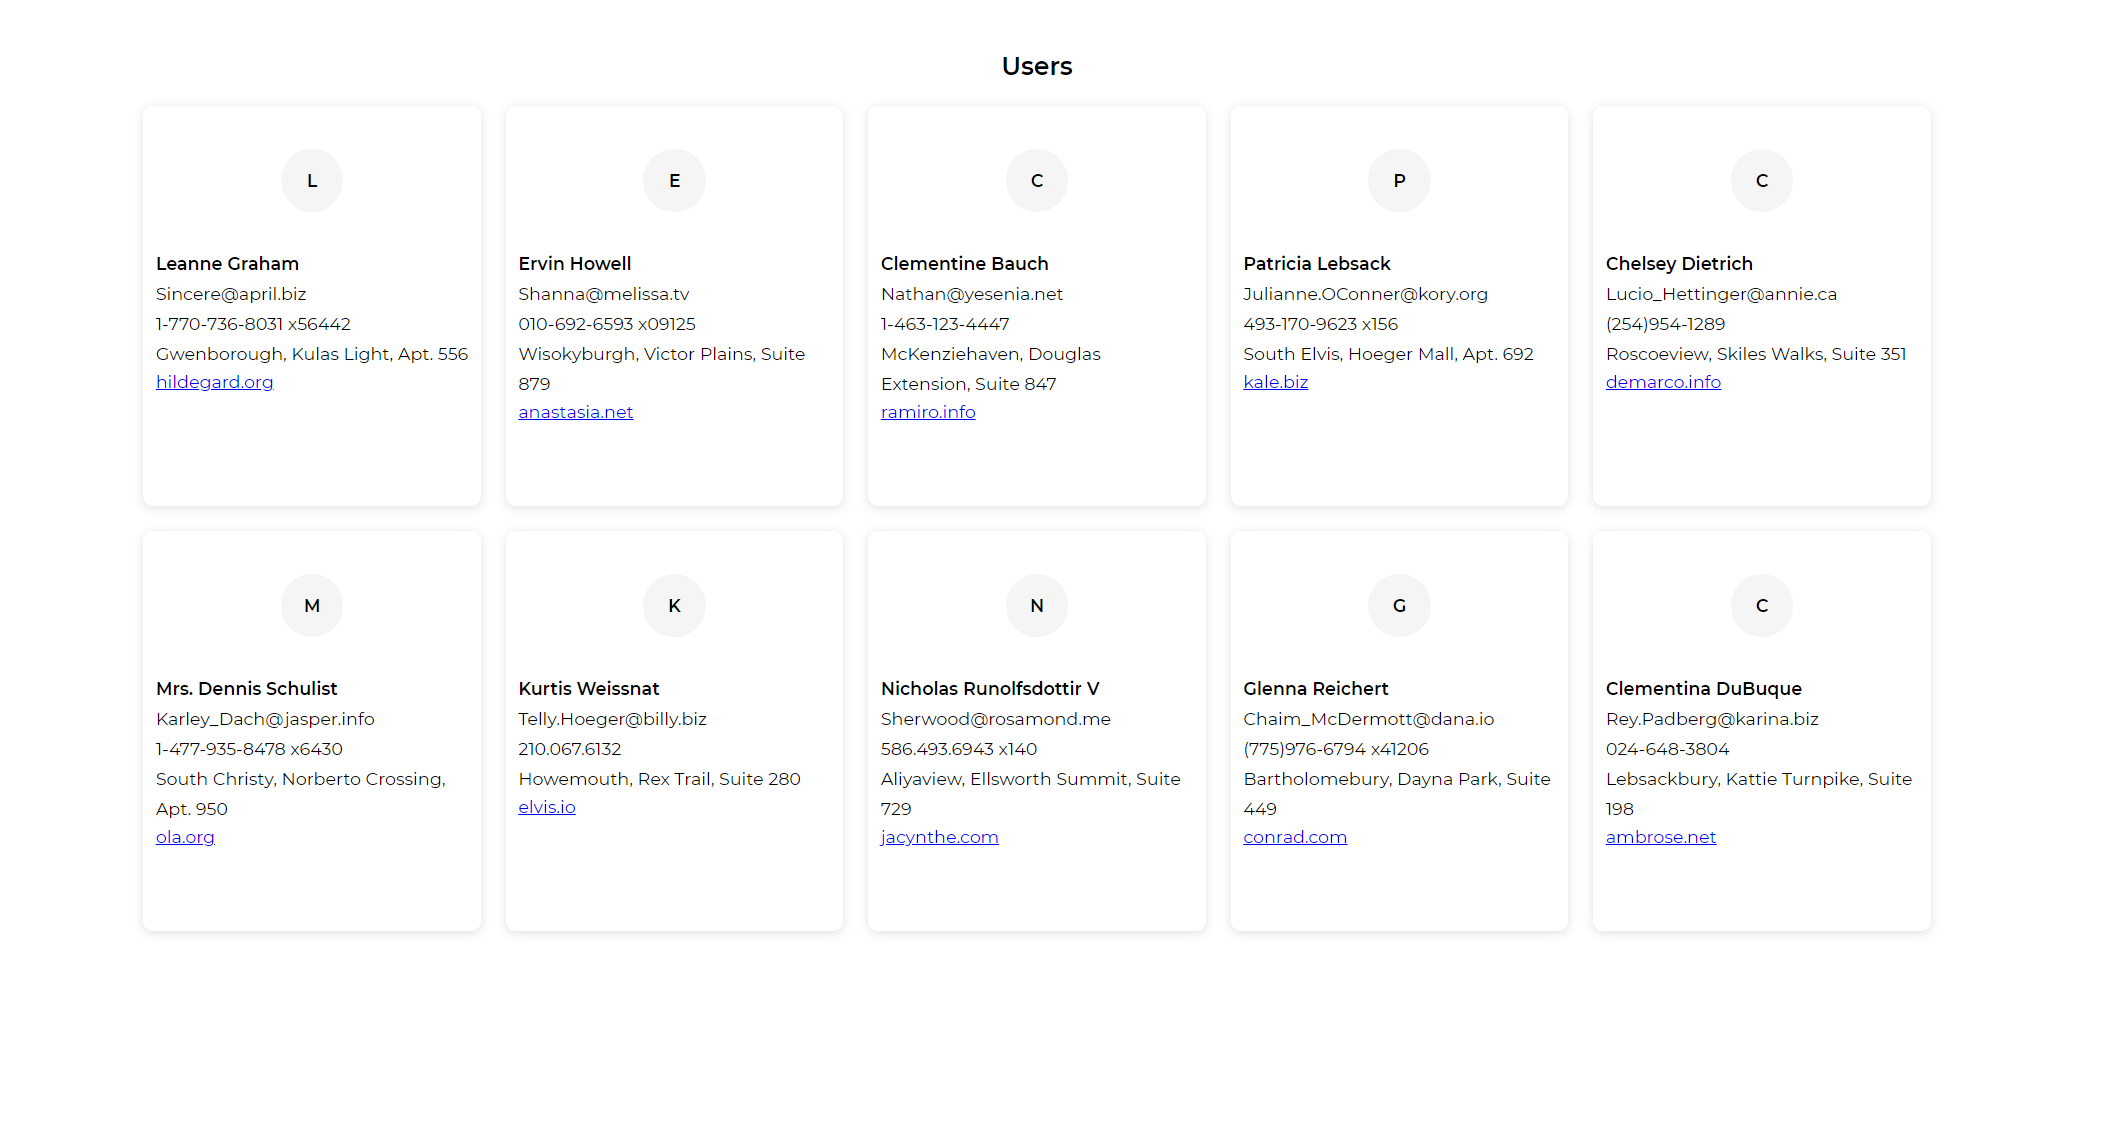 Users
L
Leanne Graham
Sincere@april.biz
1-770-736-8031 x56442
Gwenborough, Kulas Light, Apt. 556
hildegard.org
E
Ervin Howell
Shanna@melissa.tv
010-692-6593 x09125
Wisokyburgh, Victor Plains, Suite
879
anastasia.net
C
Clementine Bauch
Nathan@yesenia.net
1-463-123-4447
McKenziehaven, Douglas
Extension, Suite 847
ramiro.info
P
Patricia Lebsack
Julianne.OConner@kory.org
493-170-9623 x156
South Elvis, Hoeger Mall, Apt. 692
kale.biz
C
Chelsey Dietrich
Lucio_Hettinger@annie.ca
(254)954-1289
Roscoeview, Skiles Walks, Suite 351
demarco.info
M
Mrs. Dennis Schulist
Karley_Dach@jasper.info
1-477-935-8478 x6430
South Christy, Norberto Crossing,
Apt. 950
ola.org
K
Kurtis Weissnat
Telly.Hoeger@billy.biz
210.067.6132
Howemouth, Rex Trail, Suite 280
elvis.io
N
Nicholas Runolfsdottir V
Sherwood@rosamond.me
586.493.6943 x140
Aliyaview, Ellsworth Summit, Suite
729
jacynthe.com
G
Glenna Reichert
Chaim_McDermott@dana.io
(775)976-6794 x41206
Bartholomebury, Dayna Park, Suite
449
conrad.com
C
Clementina DuBuque
Rey.Padberg@karina.biz
024-648-3804
Lebsackbury, Kattie Turnpike, Suite
198
ambrose.net